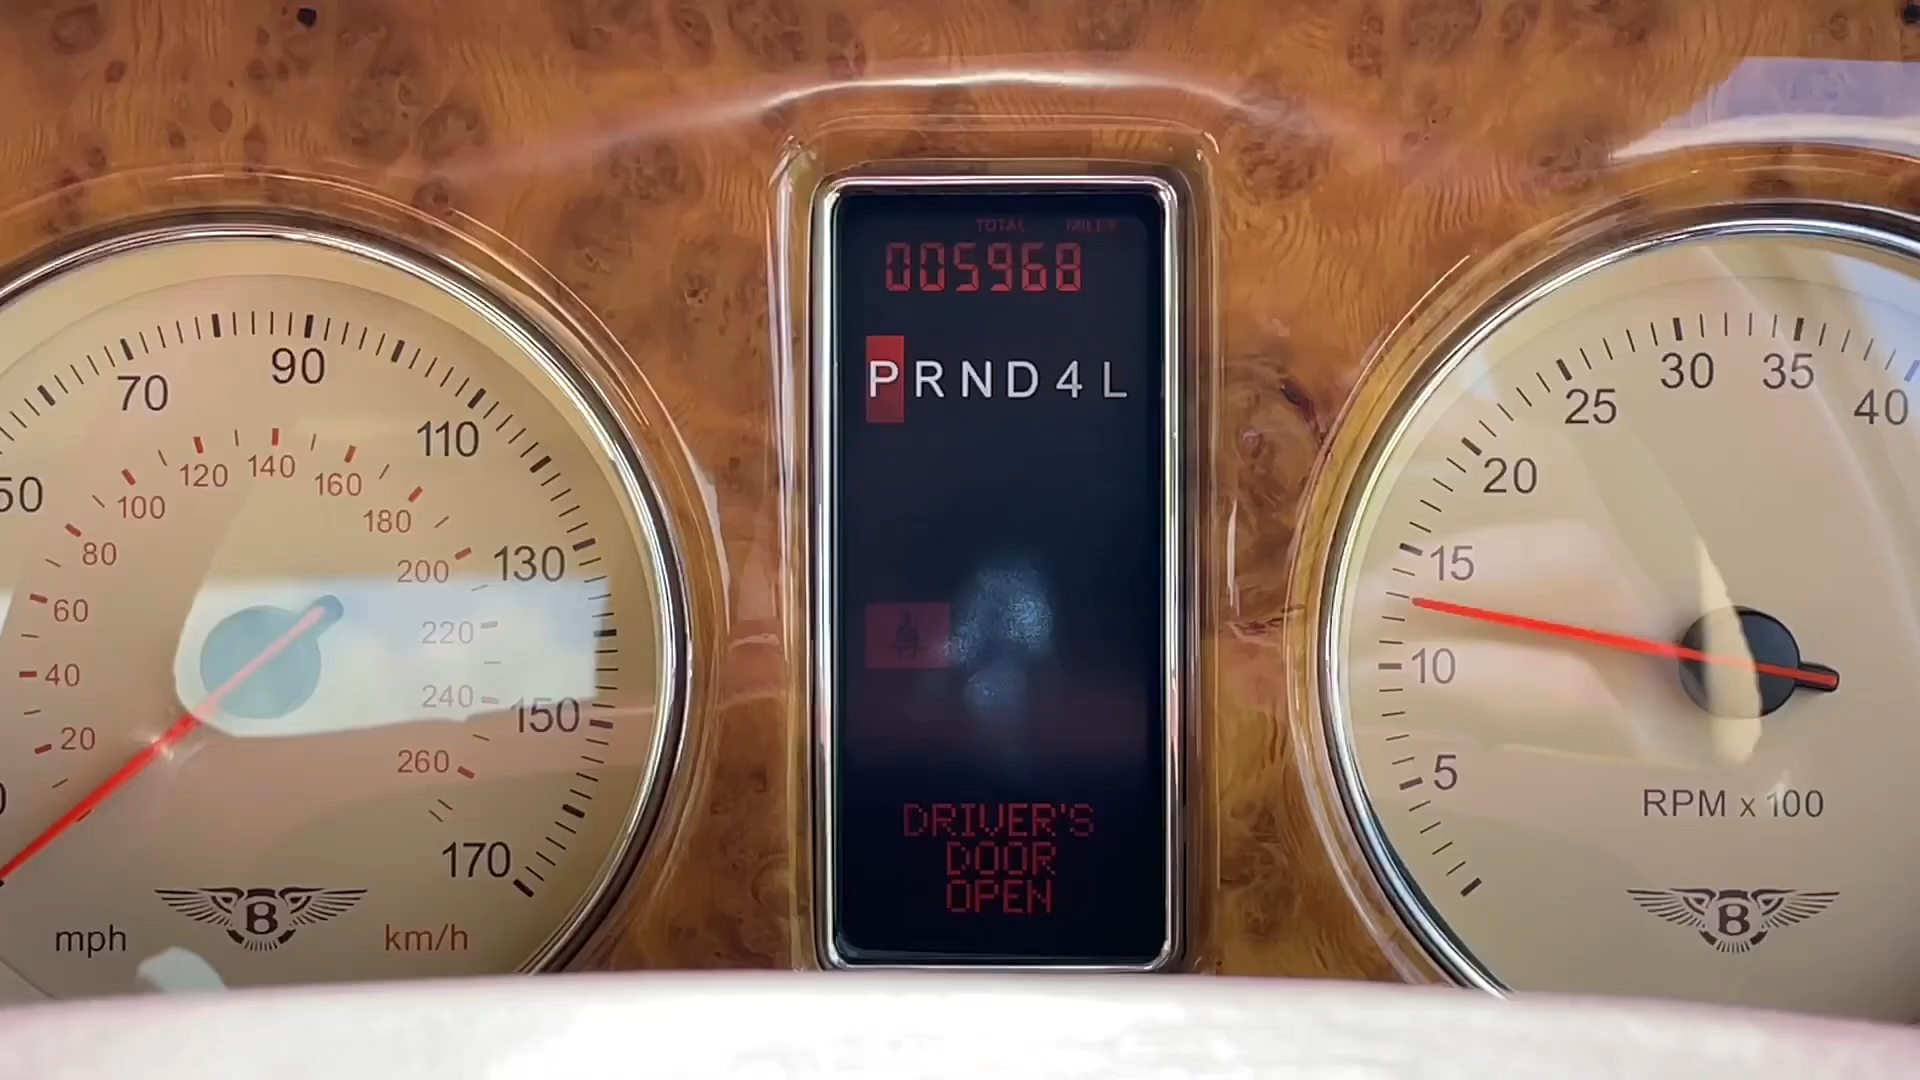 TOTAL MILES
005968
P R N D 4 L
DRIVER'S
DOOR
OPEN
50 70 90 110 130 150 170
20 40 60 80 100 120 140 160 180 200 220 240 260
mph
B
km/h
5 10 15 20 25 30 35 40
RPM x 100
B